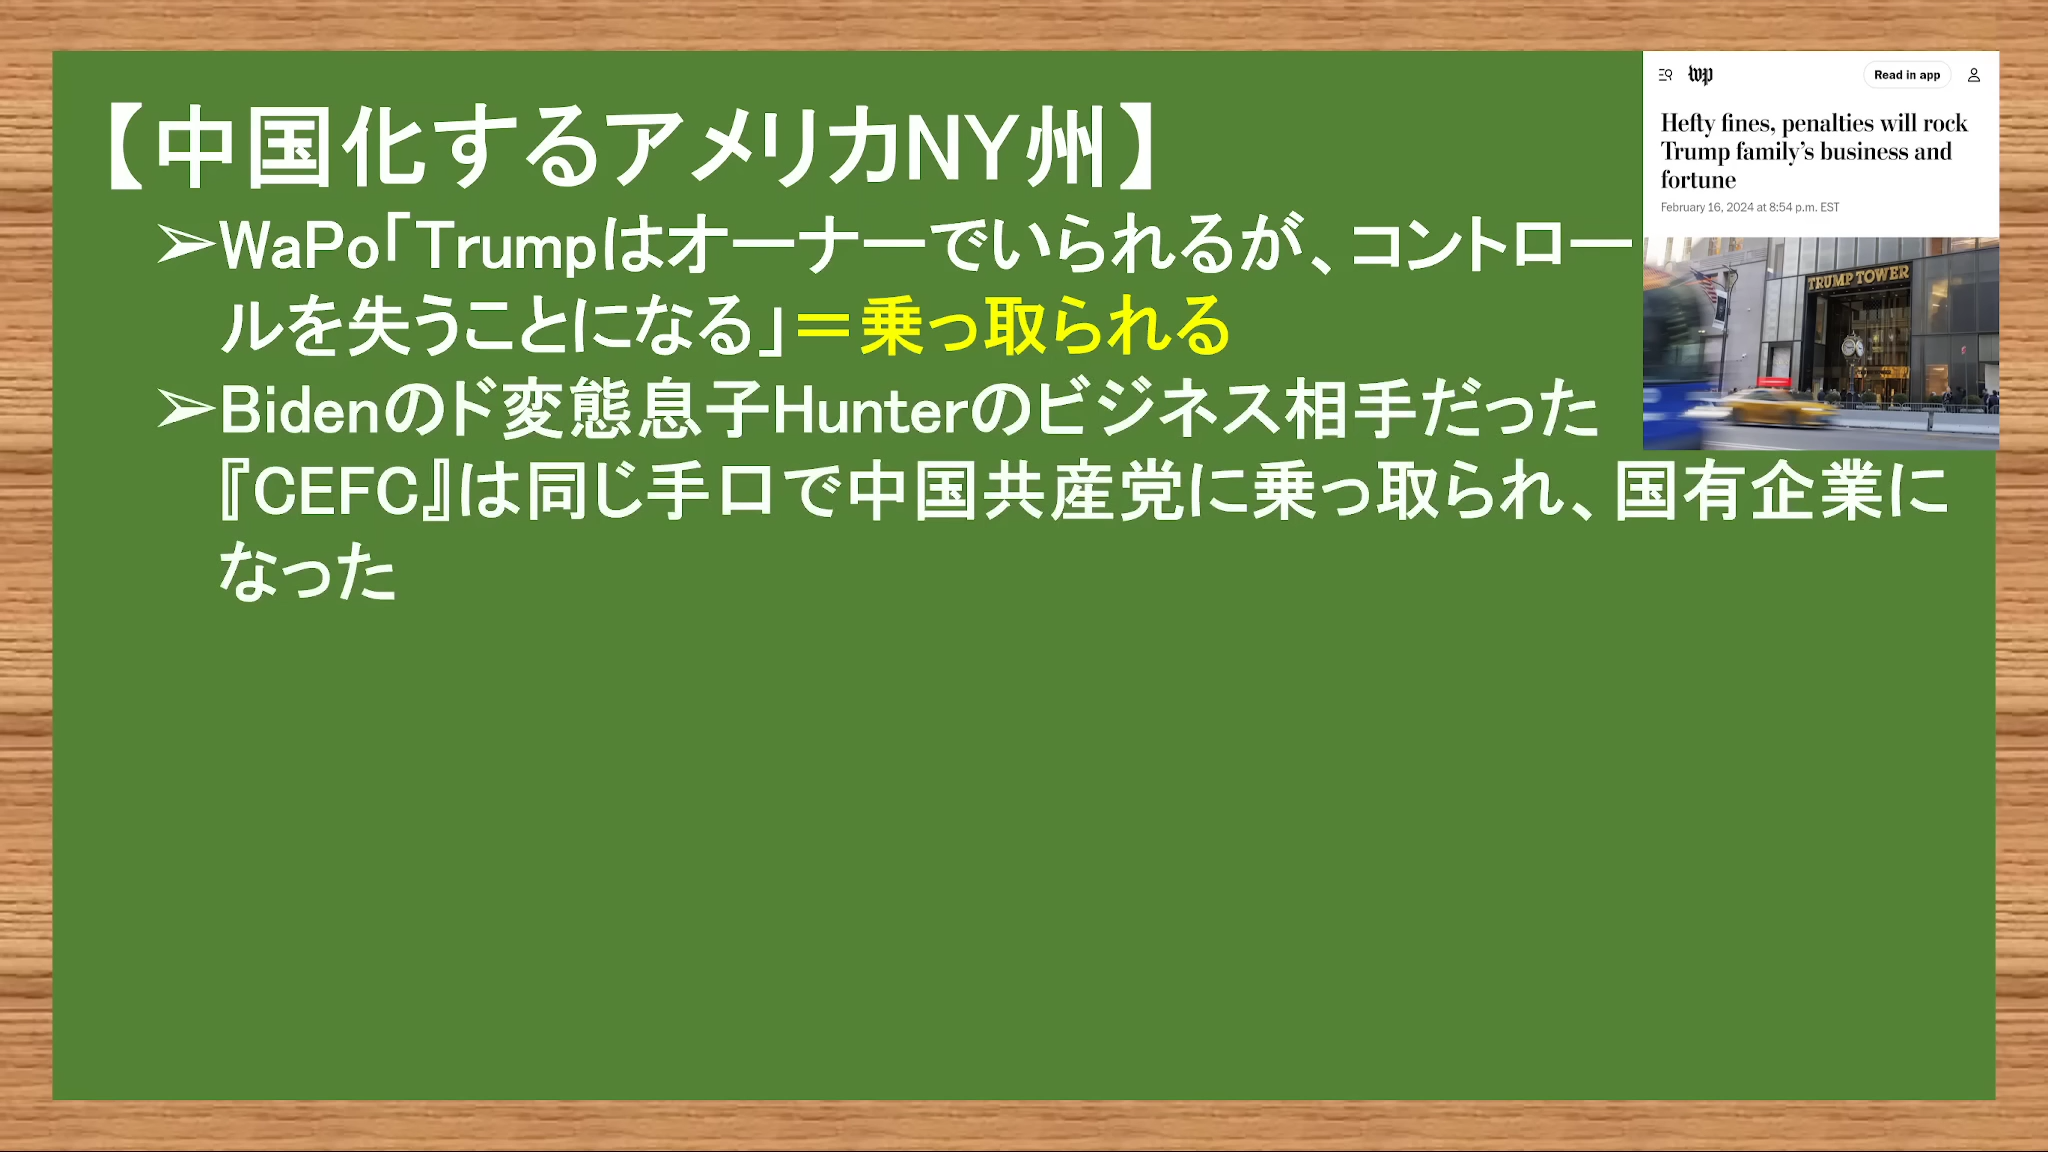 【中国化するアメリカNY州】
➢WaPo「Trumpはオーナーでいられるが、コントロー
ルを失うことになる」＝乗っ取られる
➢Bidenのド変態息子Hunterのビジネス相手だった
『CEFC』は同じ手口で中国共産党に乗っ取られ、国有企業に
なった
wp
Read in app
Hefty fines, penalties will rock
Trump family’s business and
fortune
February 16, 2024 at 8:54 p.m. EST
TRUMP TOWER